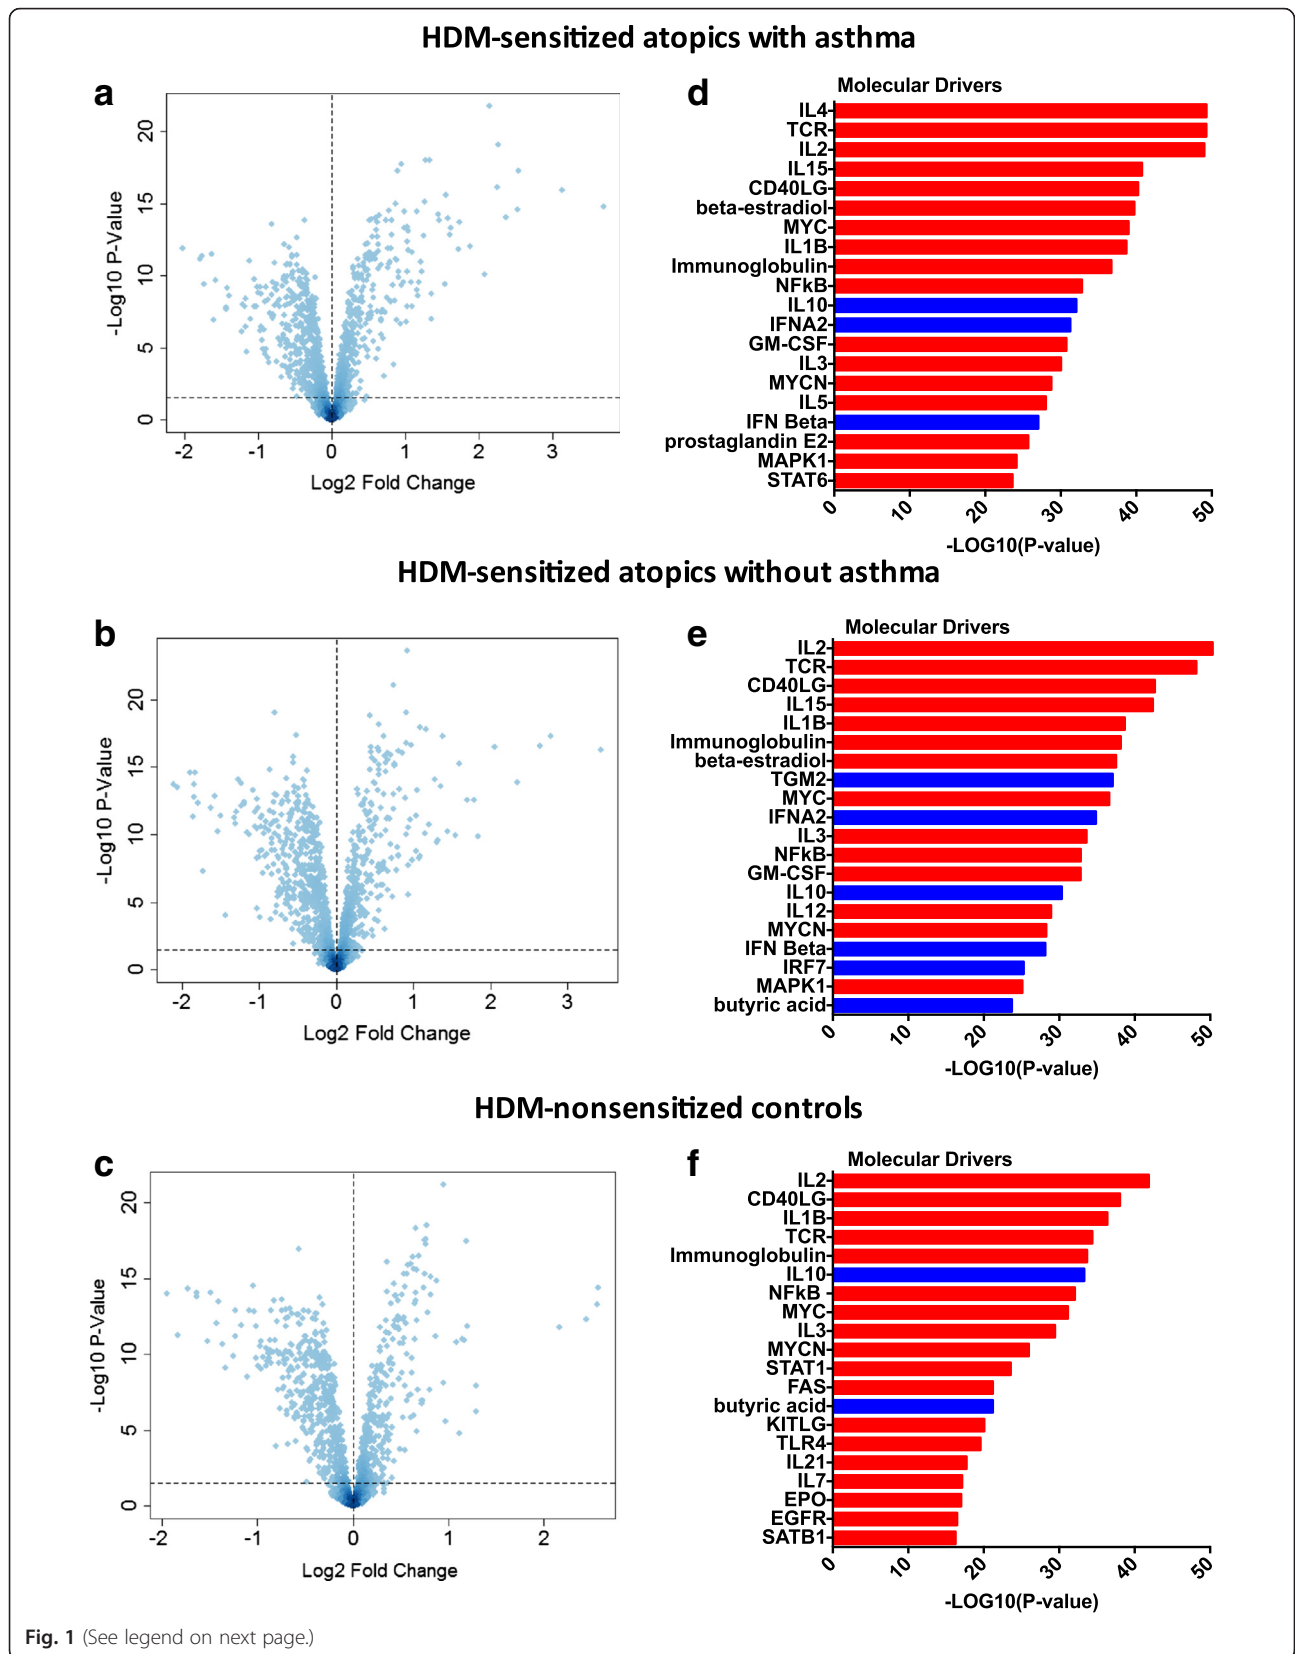 HDM-sensitized atopics with asthma
a
-Log10 P-Value
20
15
10
5
0
-2 -1 0 1 2 3
Log2 Fold Change
d
Molecular Drivers
IL4
TCR
IL2
IL15
CD40LG
beta-estradiol
MYC
IL1B
Immunoglobulin
NFkB
IL10
IFNA2
GM-CSF
IL3
MYCN
IL5
IFN Beta
prostaglandin E2
MAPK1
STAT6
0 10 20 30 40 50
-LOG10(P-value)
HDM-sensitized atopics without asthma
b
-Log10 P-Value
20
15
10
5
0
-2 -1 0 1 2 3
Log2 Fold Change
e
Molecular Drivers
IL2
TCR
CD40LG
IL15
IL1B
Immunoglobulin
beta-estradiol
TGM2
MYC
IFNA2
IL3
NFkB
GM-CSF
IL10
IL12
MYCN
IFN Beta
IRF7
MAPK1
butyric acid
0 10 20 30 40 50
-LOG10(P-value)
HDM-nonsensitized controls
c
-Log10 P-Value
20
15
10
5
0
-2 -1 0 1 2
Log2 Fold Change
f
Molecular Drivers
IL2
CD40LG
IL1B
TCR
Immunoglobulin
IL10
NFkB
MYC
IL3
MYCN
STAT1
FAS
butyric acid
KITLG
TLR4
IL21
IL7
EPO
EGFR
SATB1
0 10 20 30 40 50
-LOG10(P-value)
Fig. 1 (See legend on next page.)